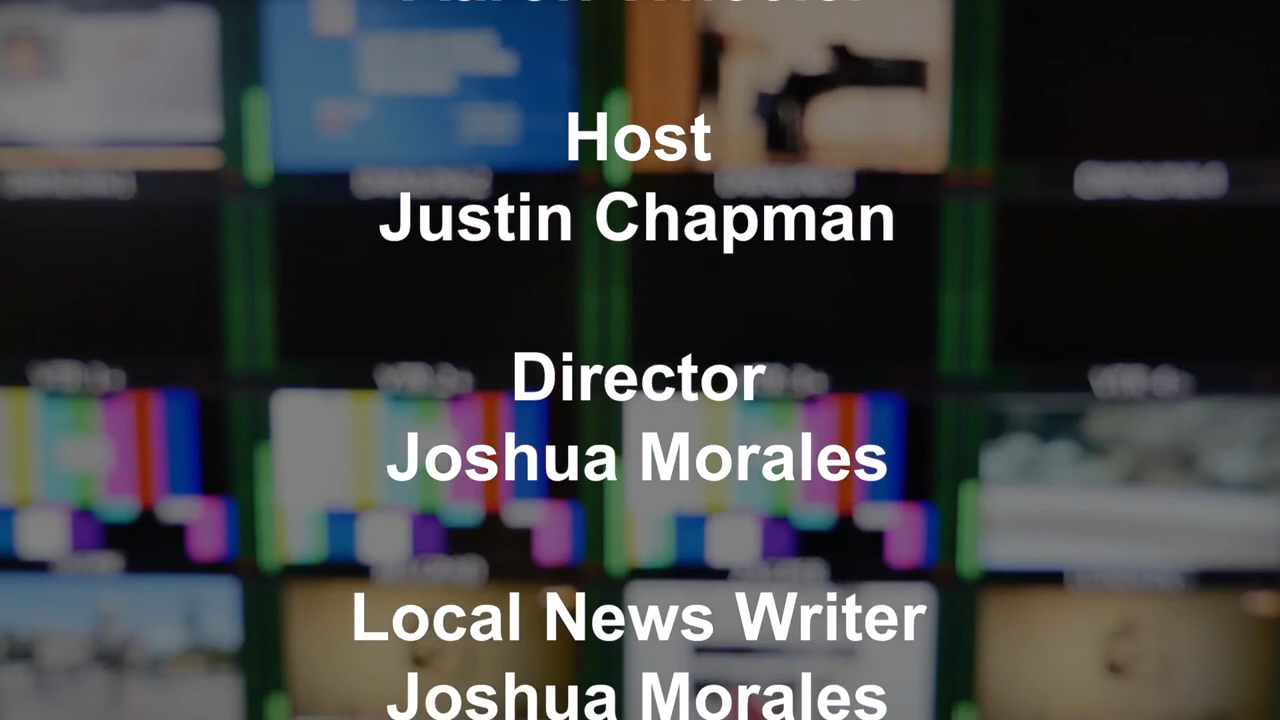 Host
Justin Chapman
Director
Joshua Morales
Local News Writer
Joshua Morales